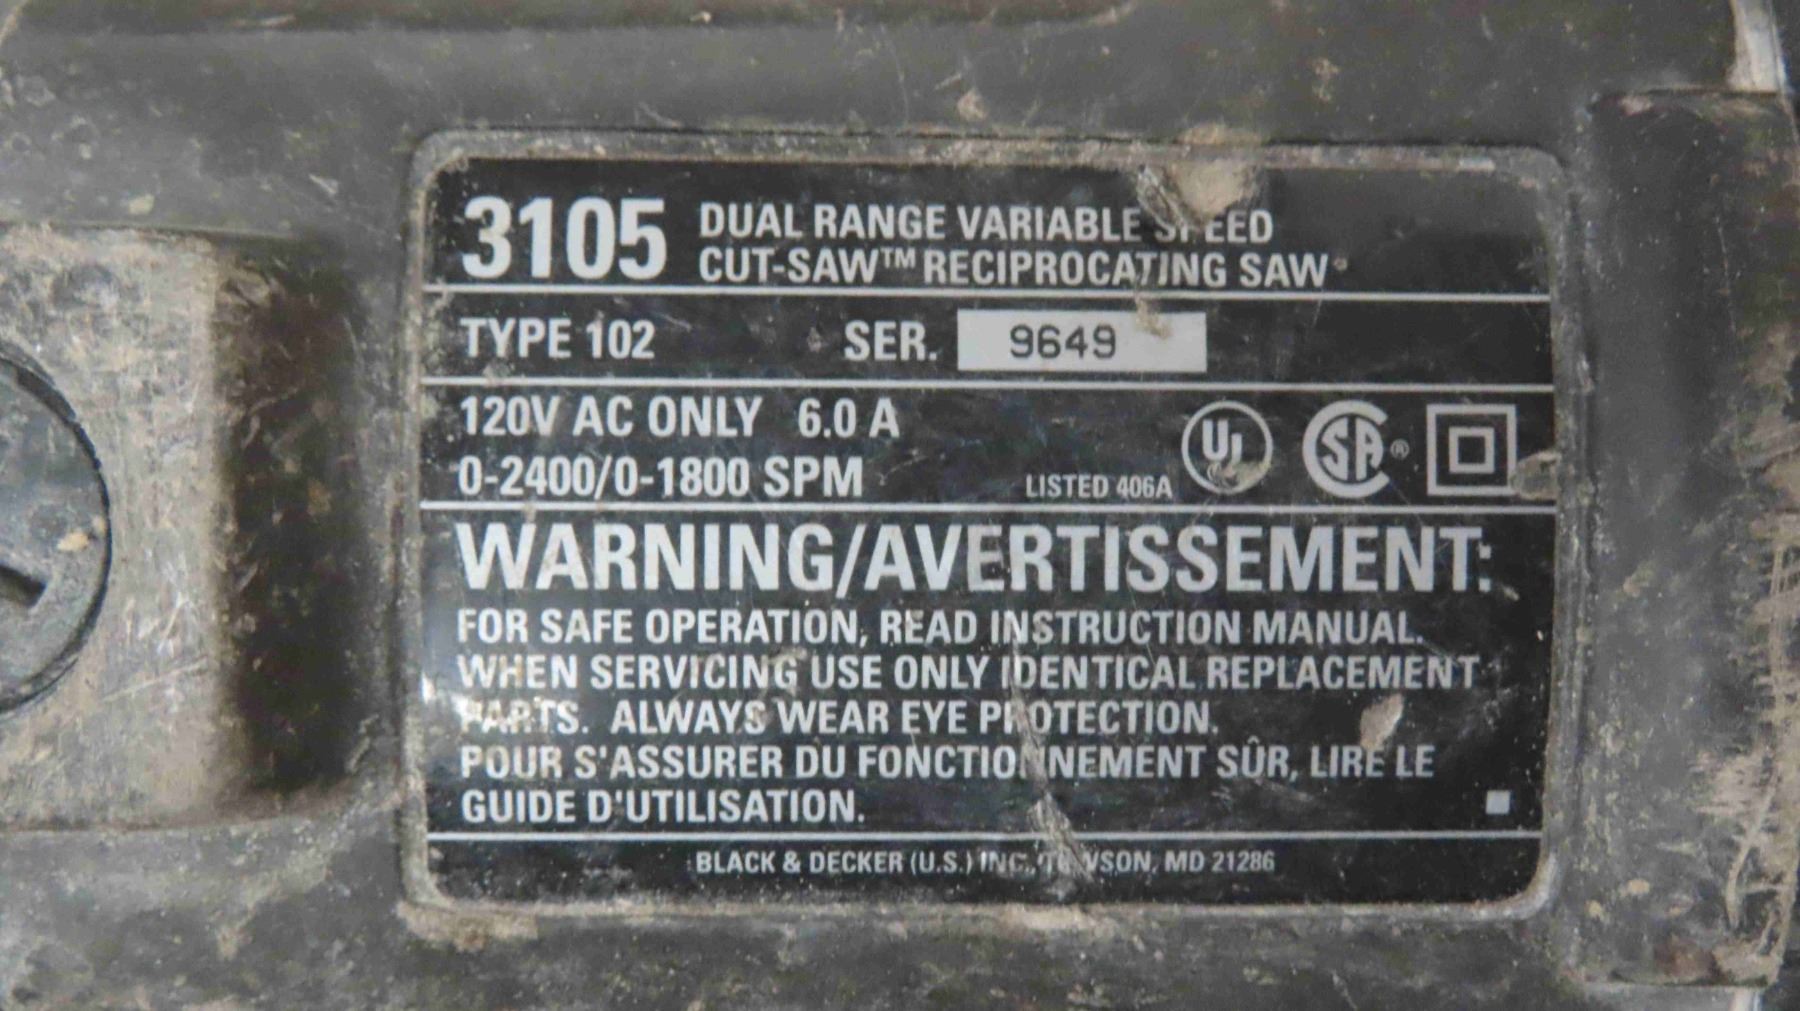 3105 DUAL RANGE VARIABLE SPEED
CUT-SAW™ RECIPROCATING SAW
TYPE 102 SER. 9649
120V AC ONLY 6.0 A
0-2400/0-1800 SPM LISTED 406A UL SA ®
WARNING/AVERTISSEMENT:
FOR SAFE OPERATION, READ INSTRUCTION MANUAL.
WHEN SERVICING USE ONLY IDENTICAL REPLACEMENT
PARTS. ALWAYS WEAR EYE PROTECTION.
POUR S'ASSURER DU FONCTIONNEMENT SÛR, LIRE LE
GUIDE D'UTILISATION.
BLACK & DECKER (U.S.) INC., TOWSON, MD 21286